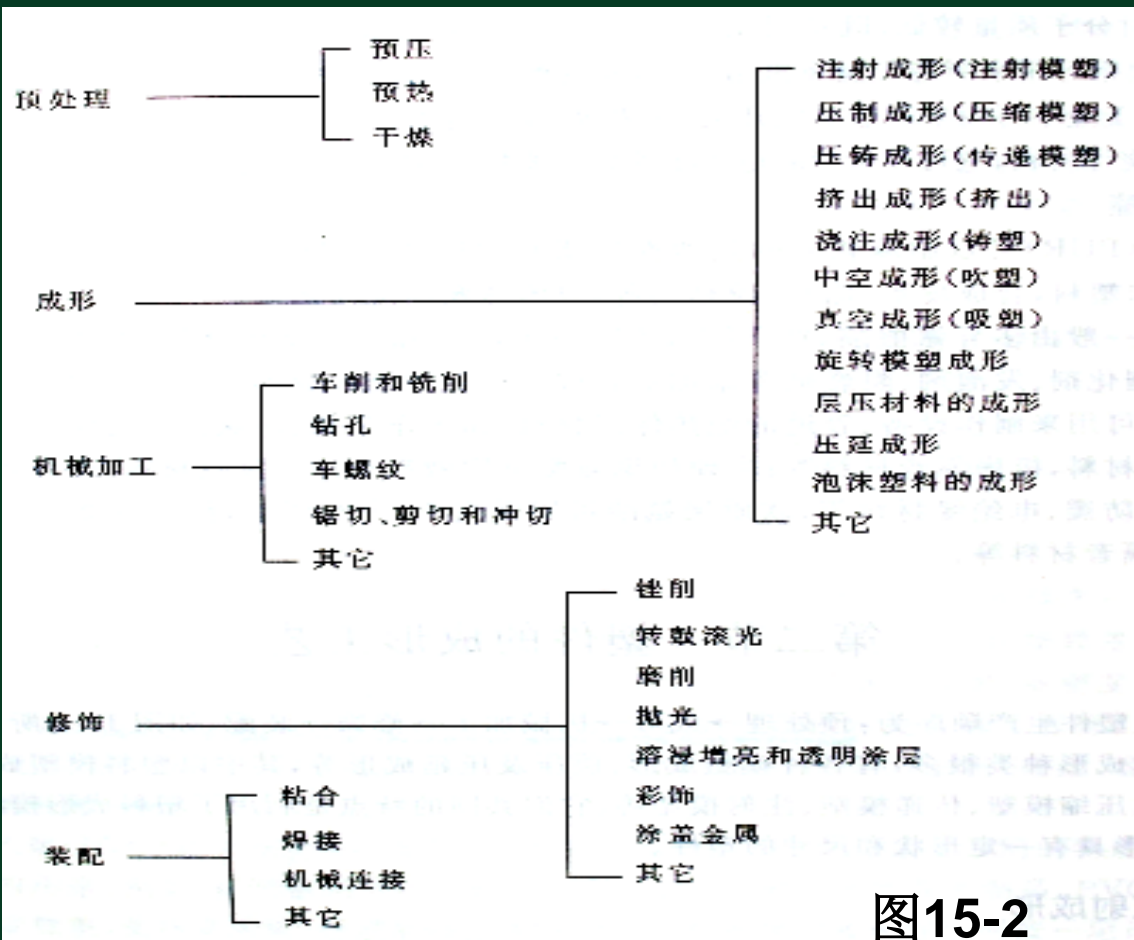 预处理
预压
预热
干燥
成形
注射成形(注射模塑)
压制成形(压缩模塑)
压铸成形(传递模塑)
挤出成形(挤出)
浇注成形(铸塑)
中空成形(吹塑)
真空成形(吸塑)
旋转模塑成形
层压材料的成形
压延成形
泡沫塑料的成形
其它
机械加工
车削和铣削
钻孔
车螺纹
锯切、剪切和冲切
其它
修饰
锉削
转鼓滚光
磨削
抛光
溶浸增亮和透明涂层
彩饰
涂盖金属
其它
装配
粘合
焊接
机械连接
其它
图15-2